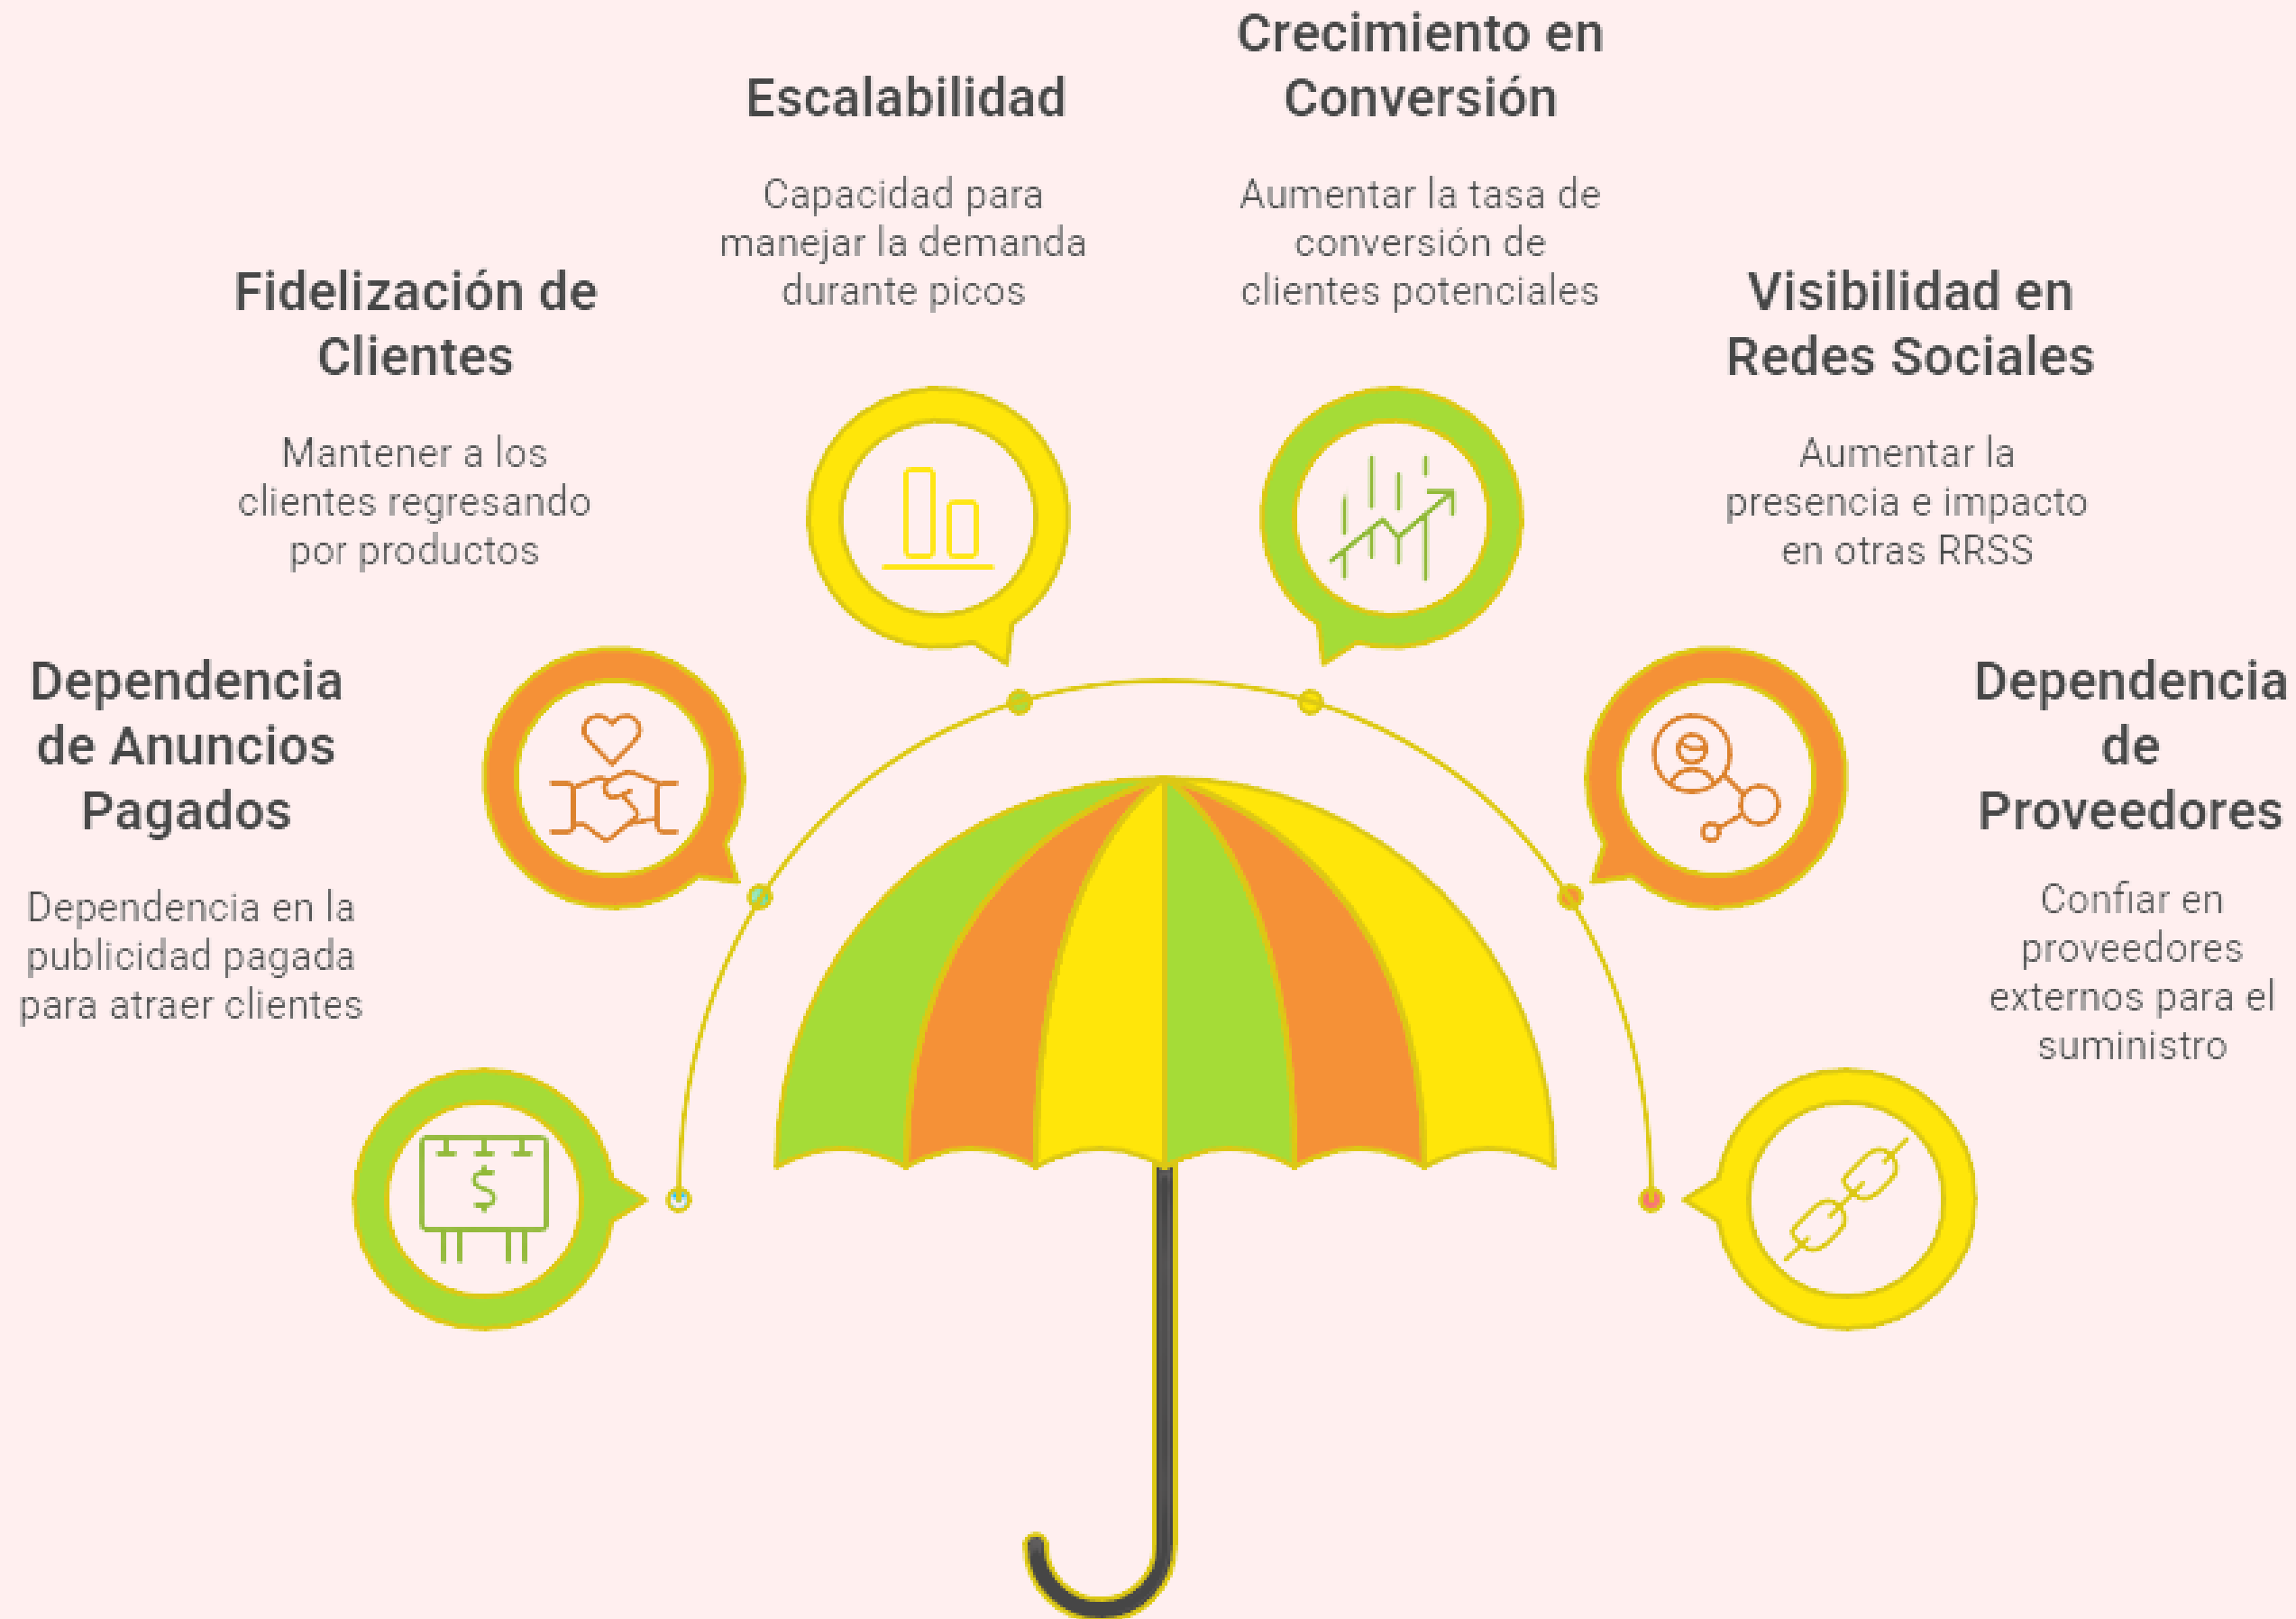 Crecimiento en
Conversión
Aumentar la tasa de
conversión de
clientes potenciales
Escalabilidad
Capacidad para
manejar la demanda
durante picos
Fidelización de
Clientes
Mantener a los
clientes regresando
por productos
Visibilidad en
Redes Sociales
Aumentar la
presencia e impacto
en otras RRSS
Dependencia
de Anuncios
Pagados
Dependencia en la
publicidad pagada
para atraer clientes
Dependencia
de
Proveedores
Confiar en
proveedores
externos para el
suministro
$